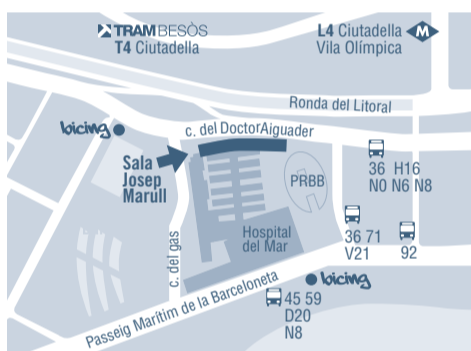 TRAMBESÒS
T4 Ciutadella
L4 Ciutadella
Vila Olímpica
M
Ronda del Litoral
bicing
c. del DoctorAiguader
Sala
Josep
Marull
36 H16
N0 N6 N8
PRBB
Hospital
del Mar
36 71
V21
92
c. del gas
bicing
45 59
D20
N8
Passeig Marítim de la Barceloneta